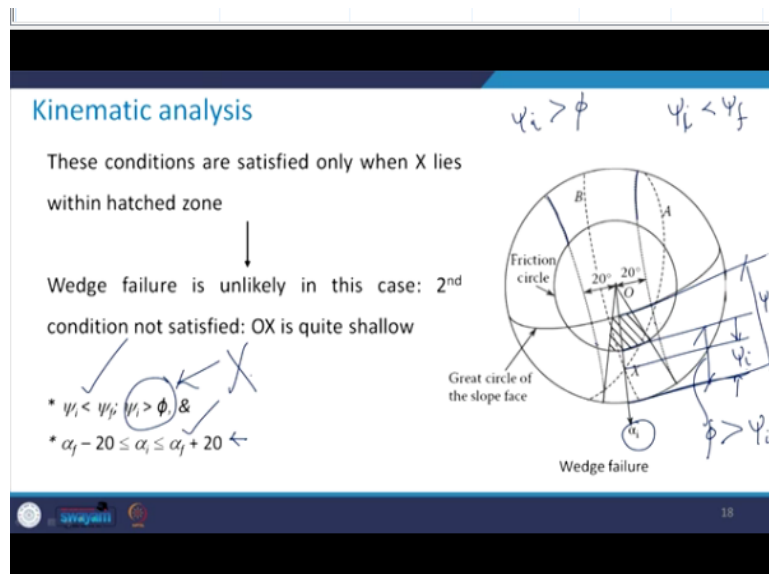 Kinematic analysis
ψi > ϕ
ψi < ψf
These conditions are satisfied only when X lies
within hatched zone
Wedge failure is unlikely in this case: 2nd
condition not satisfied: OX is quite shallow
* ψi < ψf; ψi > ϕ, &
* αf – 20 ≤ αi ≤ αf + 20
X
B
A
Friction
circle
20° 20°
O
X
ψi
Great circle of
the slope face
αi
ϕ > ψi
Wedge failure
swayam
18